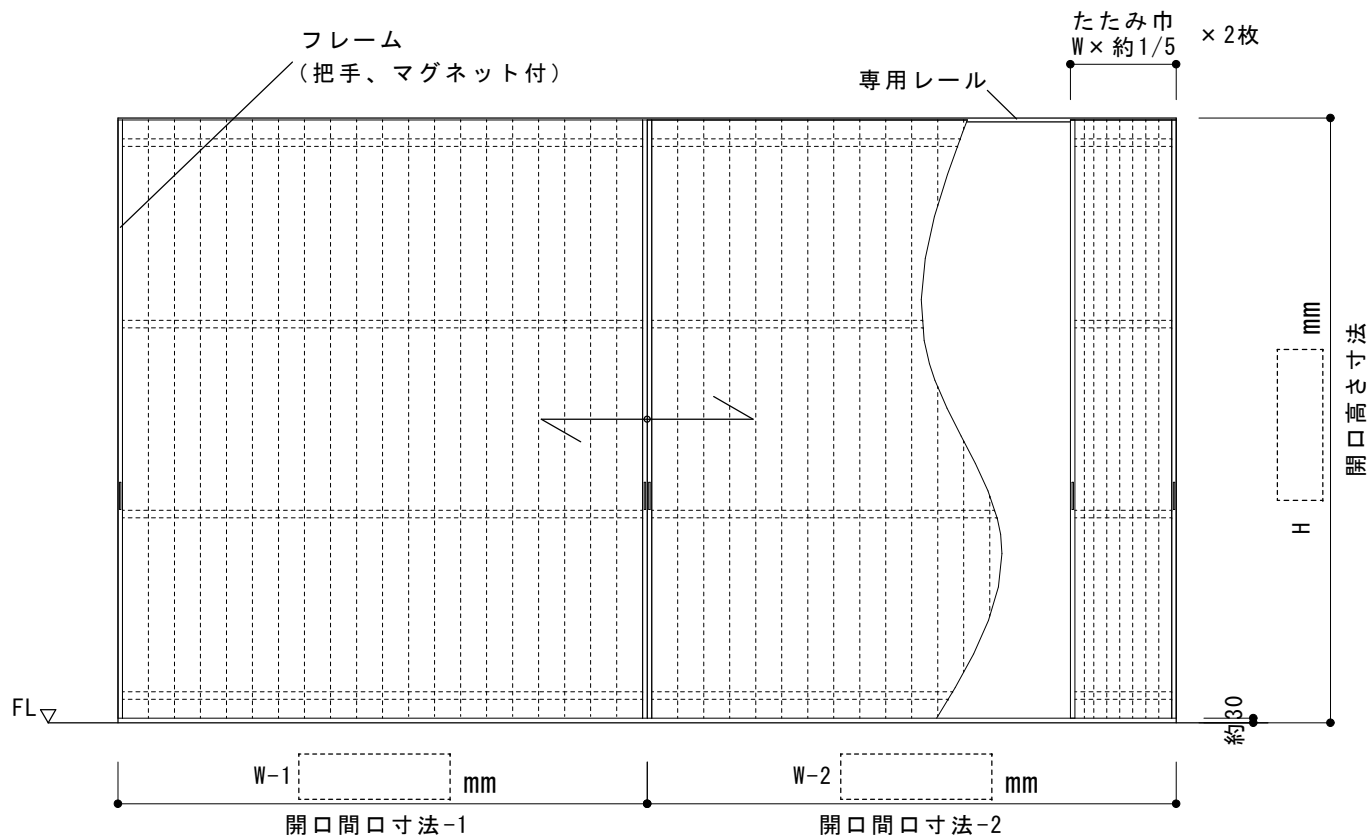 フレーム
(把手、マグネット付)
専用レール
たたみ巾
W×約1/5
×2枚
mm
H
開口高さ寸法
FL
約30
W-1
mm
W-2
mm
開口間口寸法-1
開口間口寸法-2